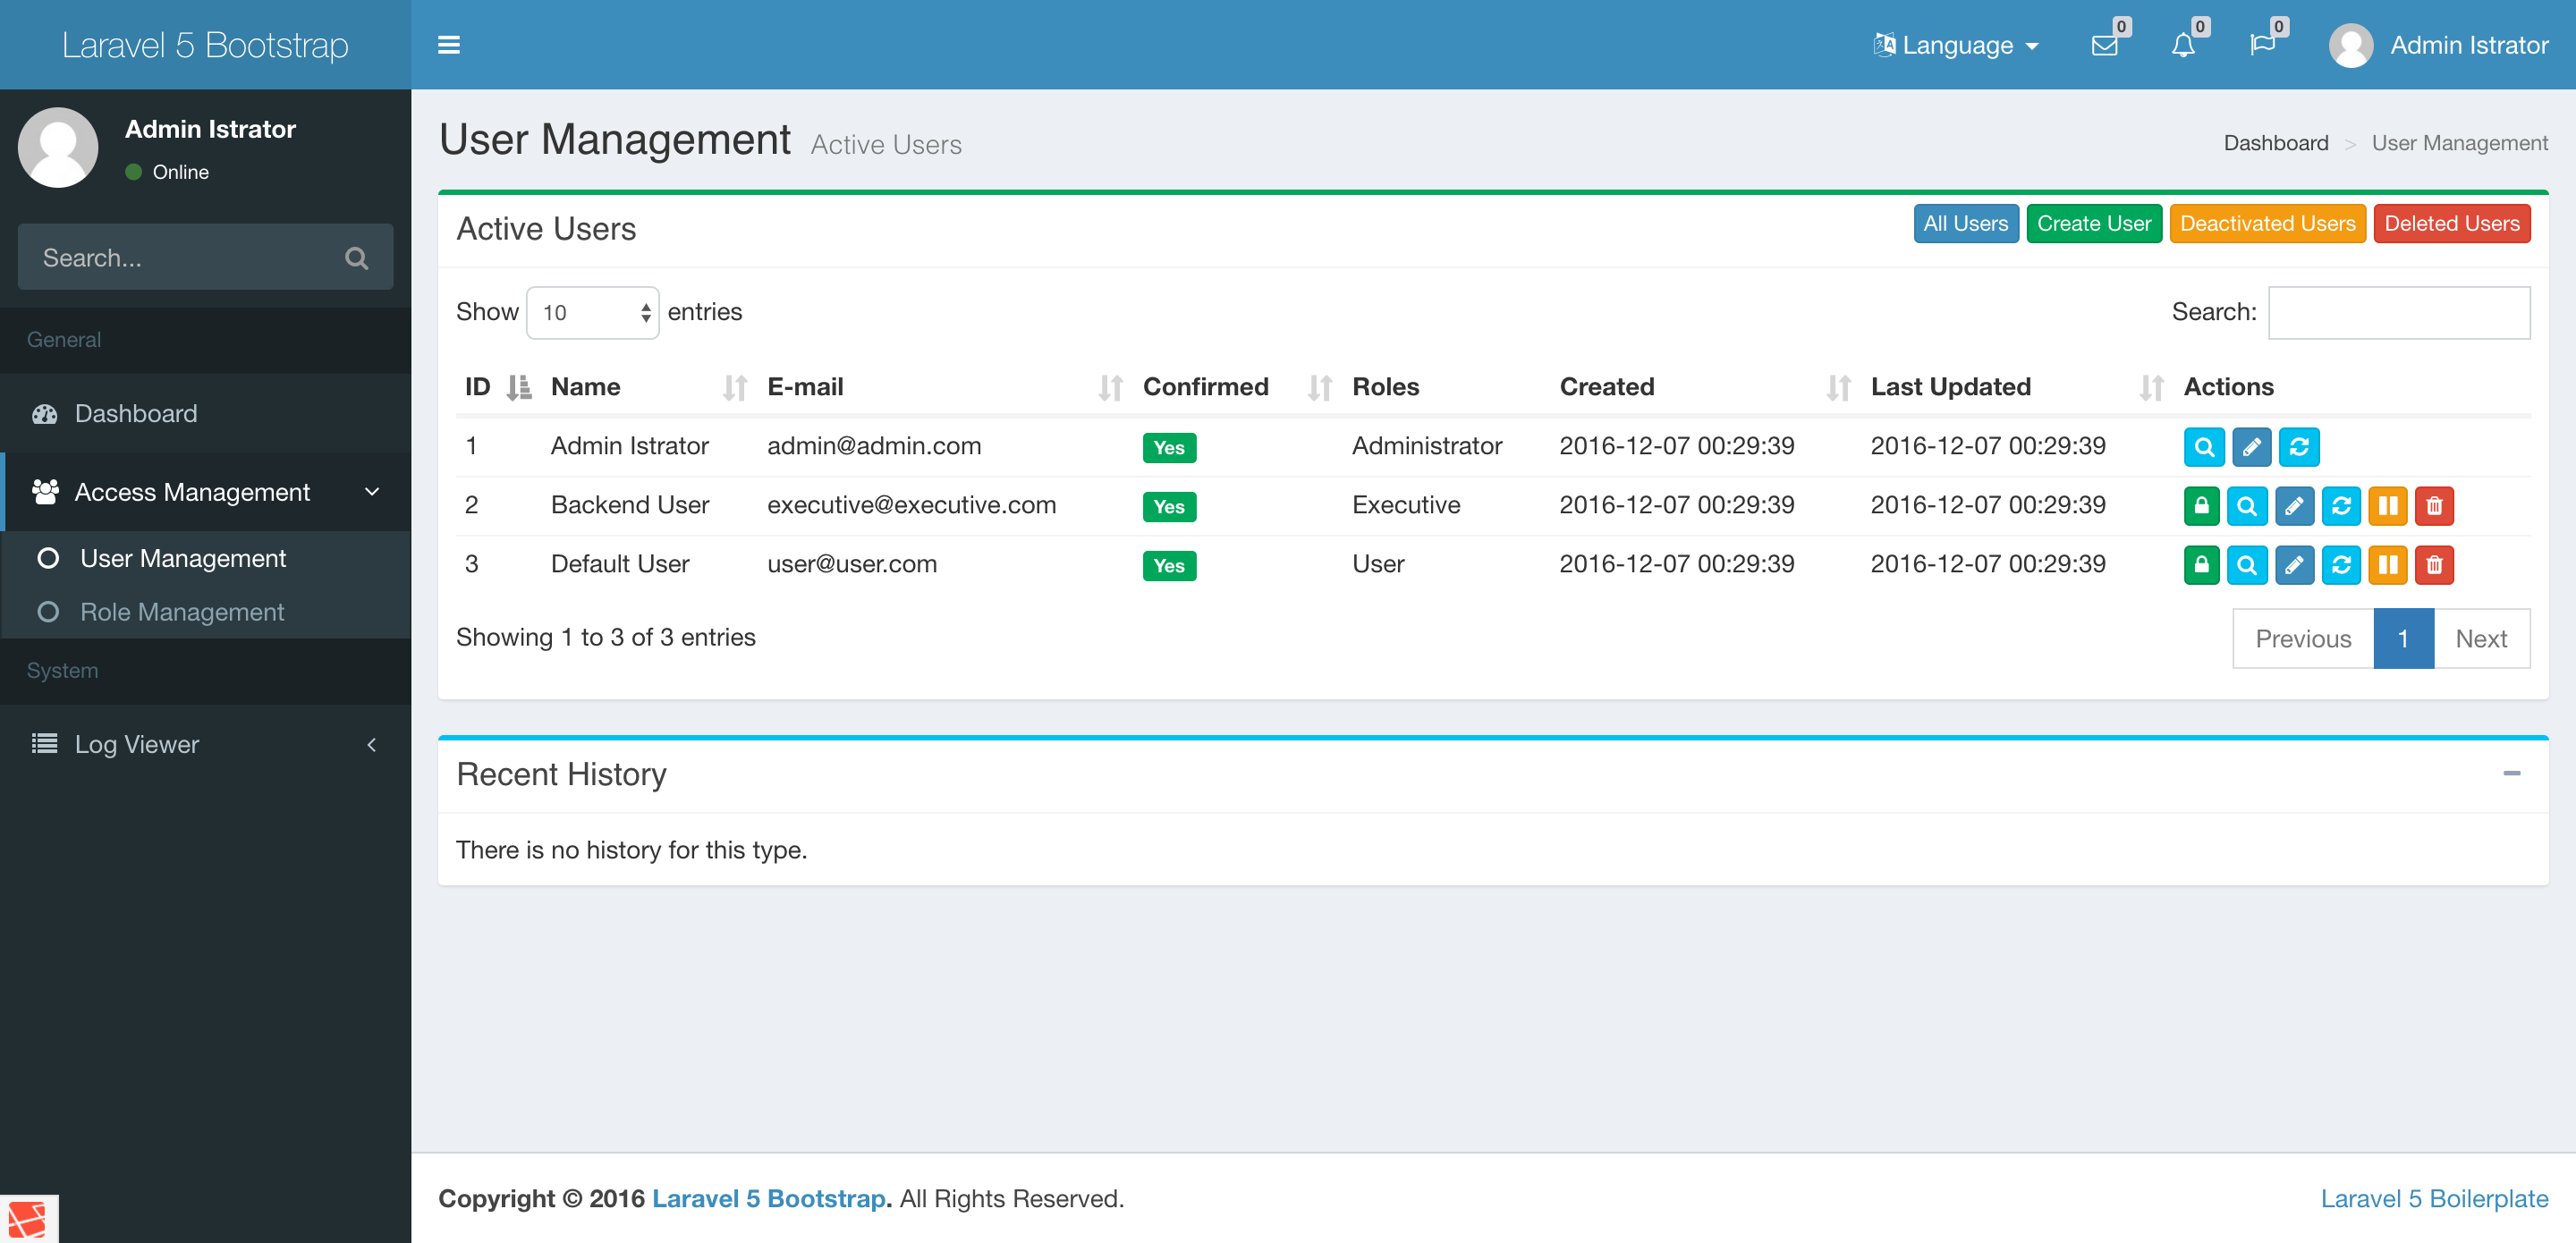 Laravel 5 Bootstrap
Language
0
0
0
Admin Istrator
Admin Istrator
Online
Search...
General
Dashboard
Access Management
User Management
Role Management
System
Log Viewer
User Management Active Users
Dashboard > User Management
Active Users
All Users Create User Deactivated Users Deleted Users
Show 10 entries
Search:
ID Name E-mail Confirmed Roles Created Last Updated Actions
1 Admin Istrator admin@admin.com Yes Administrator 2016-12-07 00:29:39 2016-12-07 00:29:39
2 Backend User executive@executive.com Yes Executive 2016-12-07 00:29:39 2016-12-07 00:29:39
3 Default User user@user.com Yes User 2016-12-07 00:29:39 2016-12-07 00:29:39
Showing 1 to 3 of 3 entries
Previous 1 Next
Recent History
There is no history for this type.
Copyright © 2016 Laravel 5 Bootstrap. All Rights Reserved.
Laravel 5 Boilerplate